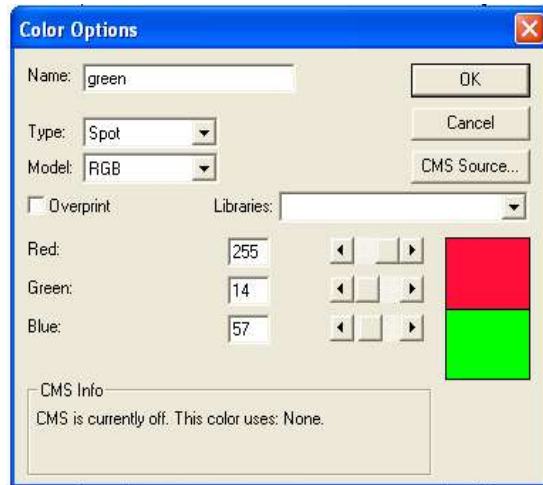 Color Options
Name: green
OK
Cancel
Type: Spot
Model: RGB
CMS Source...
Overprint
Libraries:
Red: 255
Green: 14
Blue: 57
CMS Info
CMS is currently off. This color uses: None.